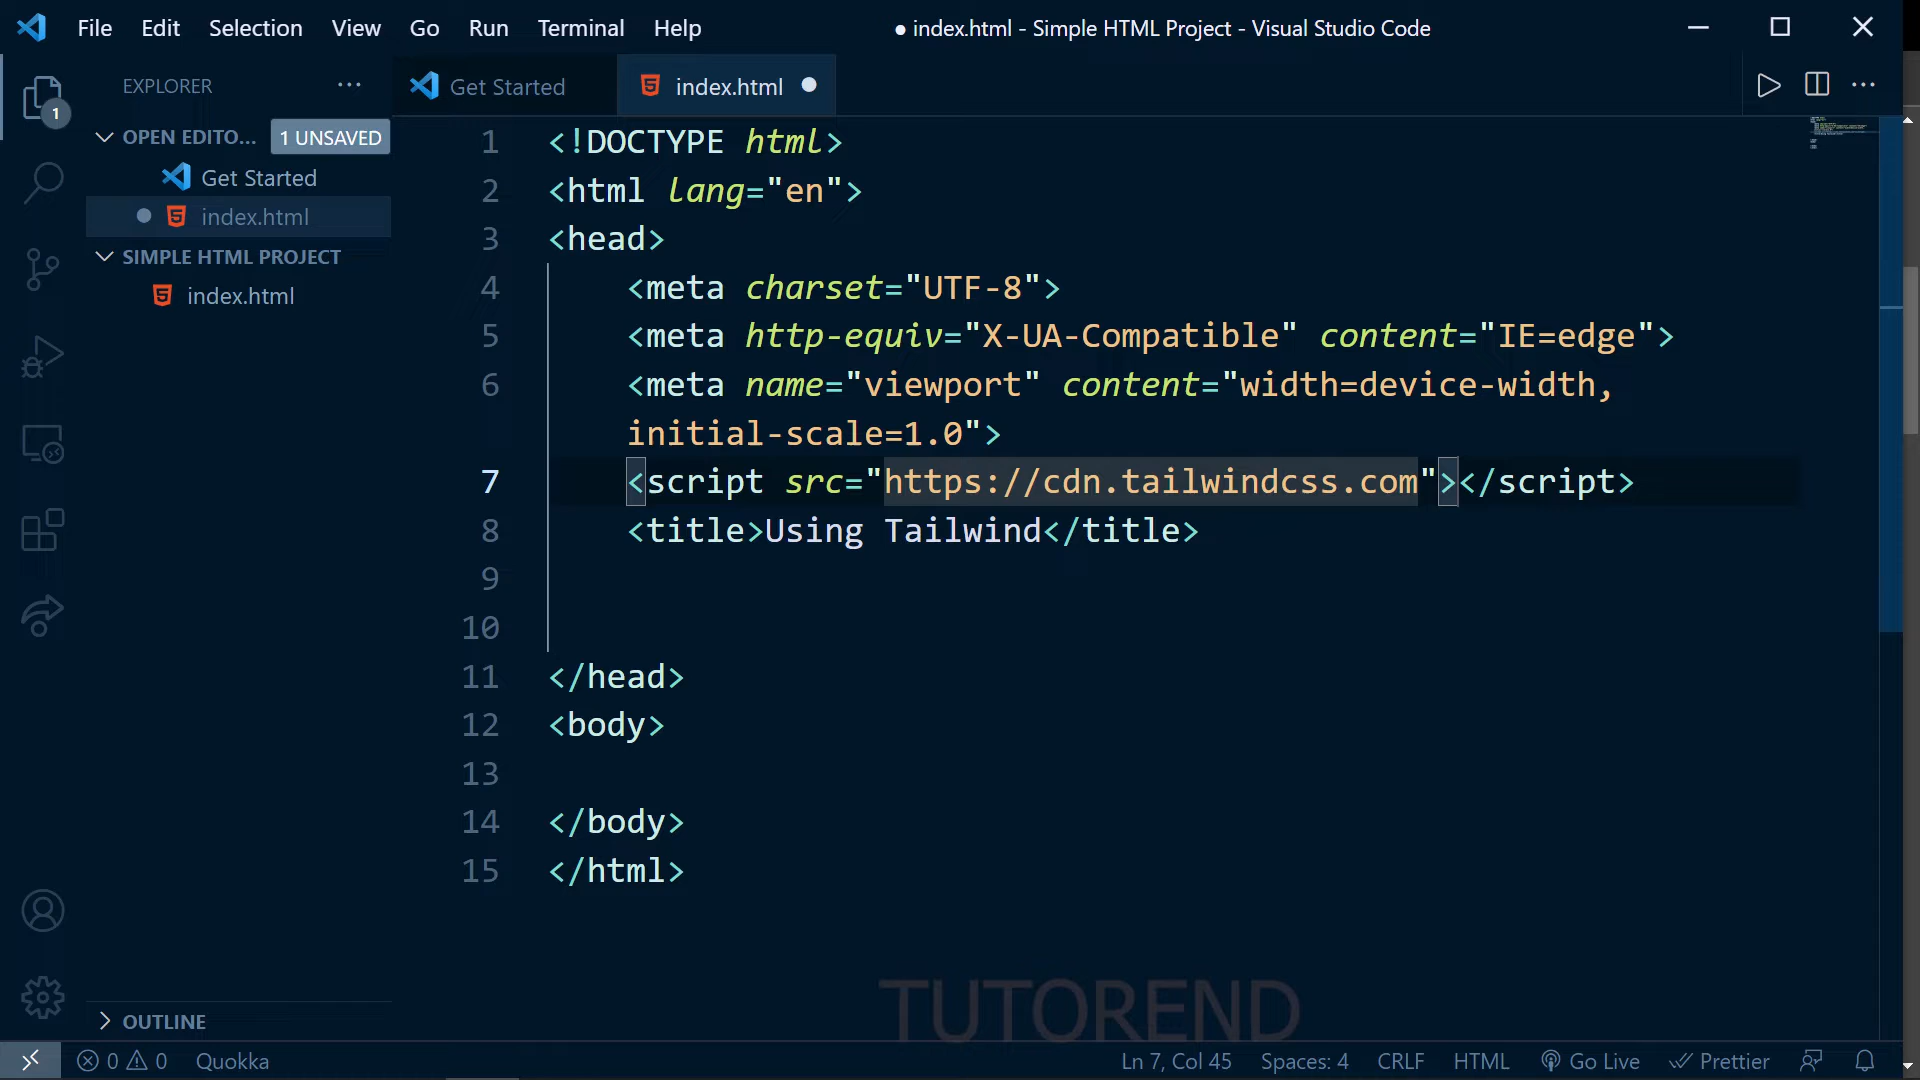 File Edit Selection View Go Run Terminal Help
● index.html - Simple HTML Project - Visual Studio Code
EXPLORER
Get Started
index.html
1
OPEN EDITO... 1 UNSAVED
Get Started
index.html
SIMPLE HTML PROJECT
index.html
1 <!DOCTYPE html>
2 <html lang="en">
3 <head>
4 <meta charset="UTF-8">
5 <meta http-equiv="X-UA-Compatible" content="IE=edge">
6 <meta name="viewport" content="width=device-width,
initial-scale=1.0">
7 <script src="https://cdn.tailwindcss.com"></script>
8 <title>Using Tailwind</title>
9
10
11 </head>
12 <body>
13
14 </body>
15 </html>
TUTOREND
OUTLINE
0 0 Quokka
Ln 7, Col 45 Spaces: 4 CRLF HTML Go Live Prettier